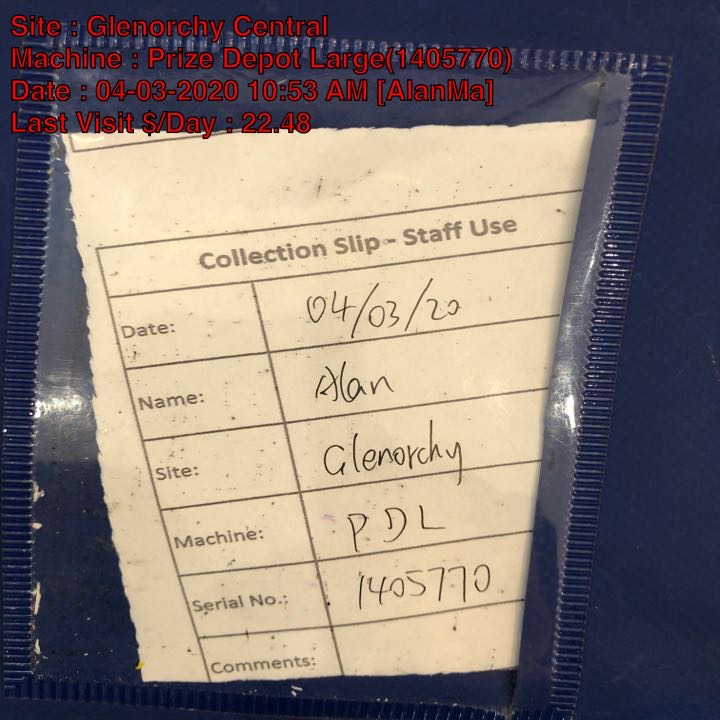 Site : Glenorchy Central
Machine : Prize Depot Large(1405770)
Date : 04-03-2020 10:53 AM [AlanMa]
Last Visit $/Day : 22.48
Collection Slip - Staff Use
Date: 04/03/20
Name: Alan
Site: Glenorchy
Machine: PDL
Serial No.: 1405770
Comments: